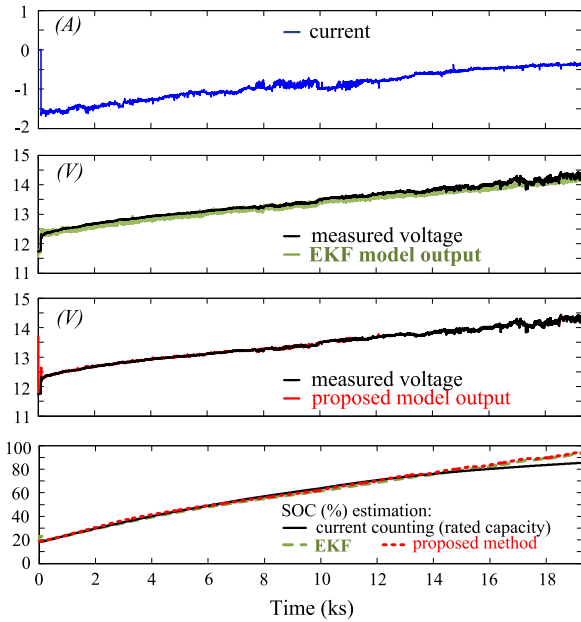 1
(A)
current
0
-1
-2
15
(V)
14
13
measured voltage
12
EKF model output
11
15
(V)
14
13
measured voltage
12
proposed model output
11
100
80
60
SOC (%) estimation:
40
current counting (rated capacity)
20
EKF proposed method
0
0 2 4 6 8 10 12 14 16 18
Time (ks)